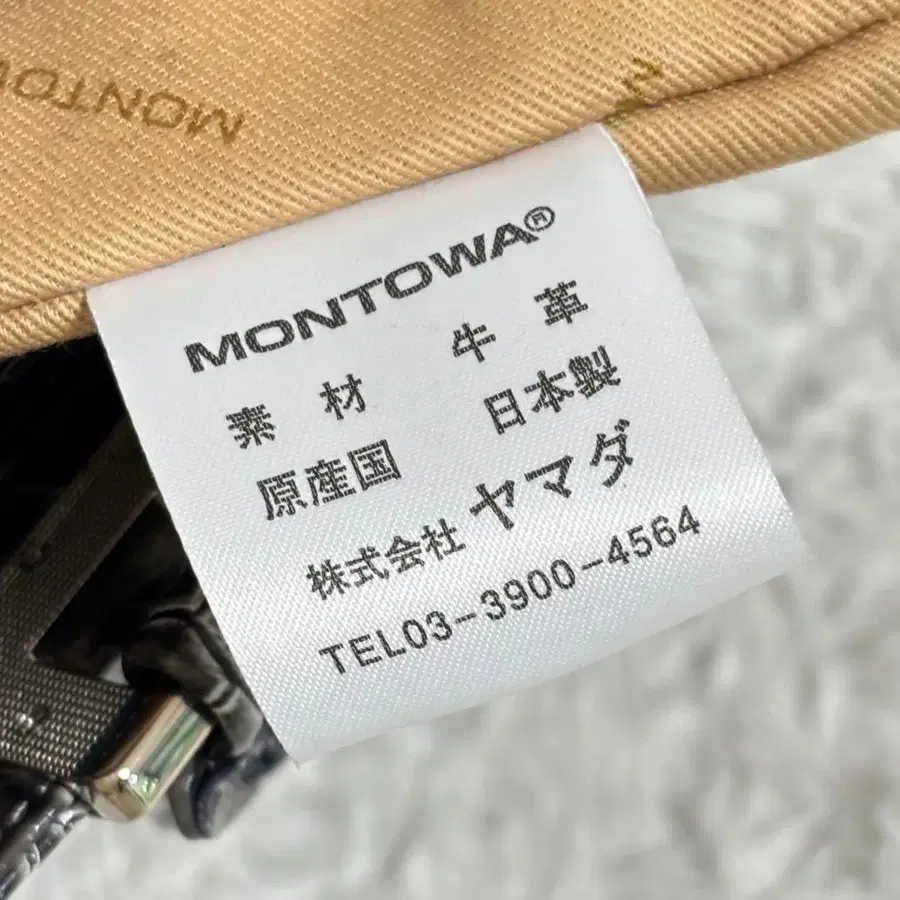 MONTOWA®
素材 牛革
原産国 日本製
株式会社 ヤマダ
TEL03-3900-4564